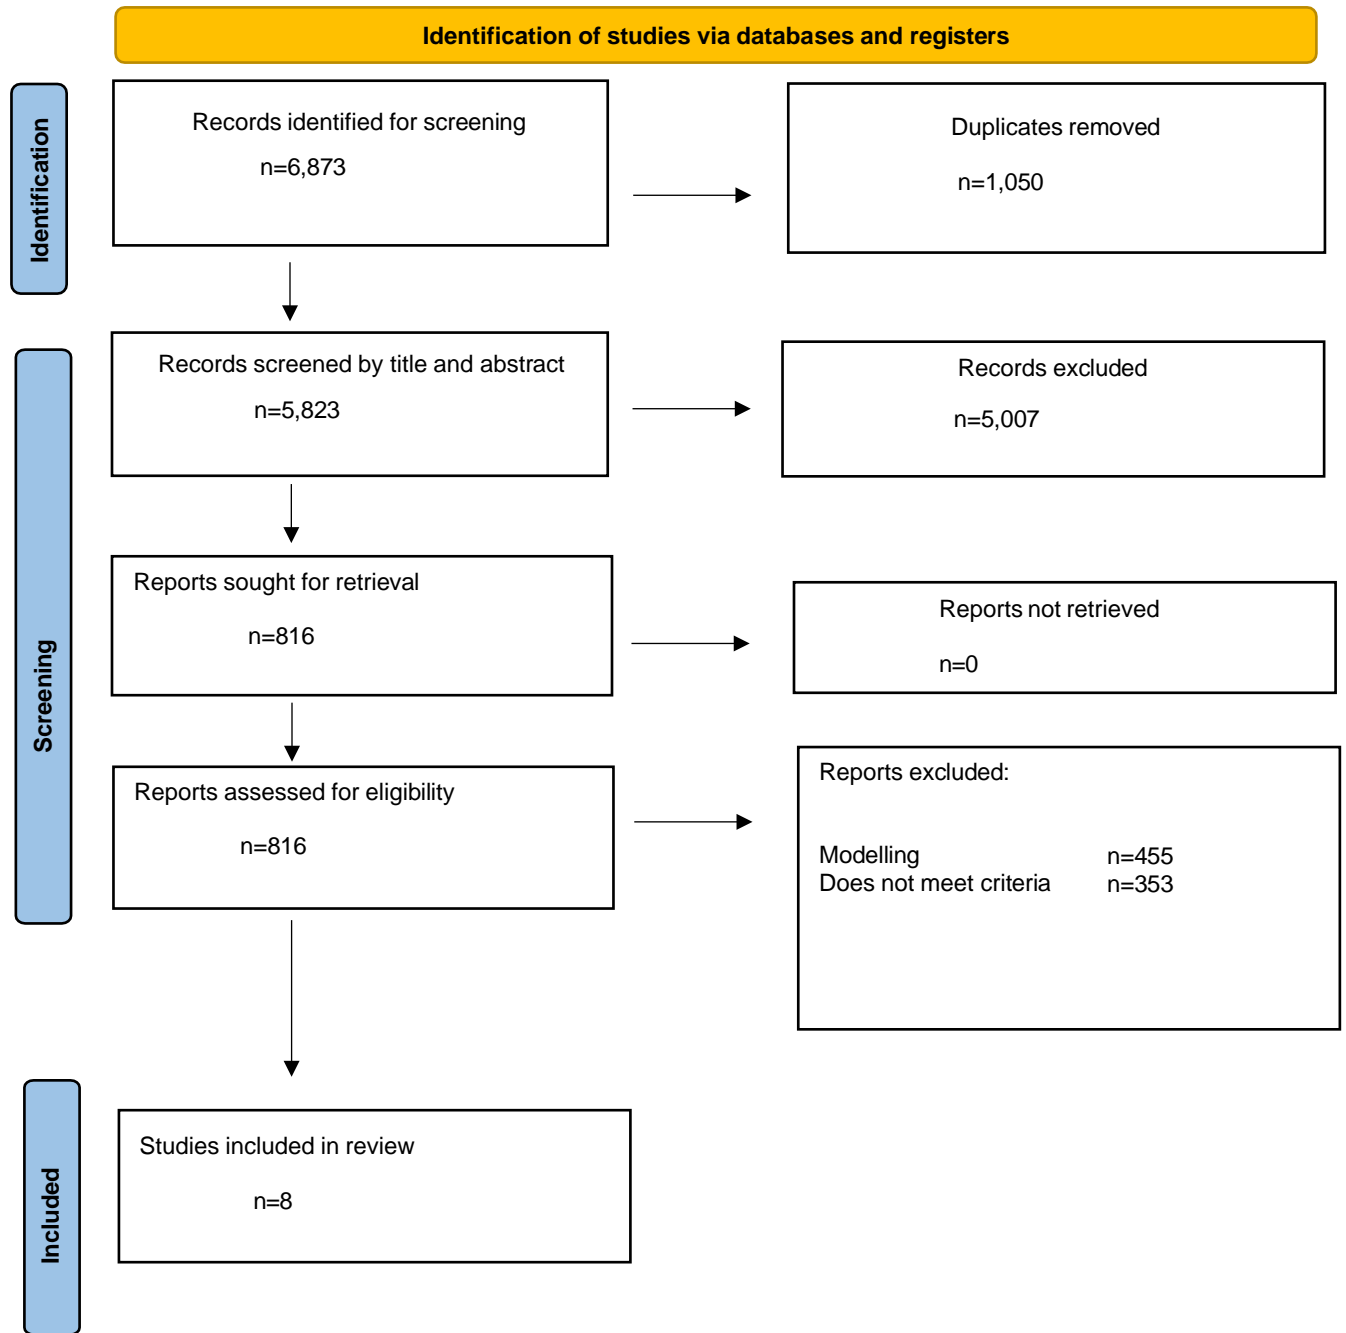 Identification of studies via databases and registers
Identification
Records identified for screening
n=6,873
Duplicates removed
n=1,050
Screening
Records screened by title and abstract
n=5,823
Records excluded
n=5,007
Reports sought for retrieval
n=816
Reports not retrieved
n=0
Reports assessed for eligibility
n=816
Reports excluded:
Modelling n=455
Does not meet criteria n=353
Included
Studies included in review
n=8